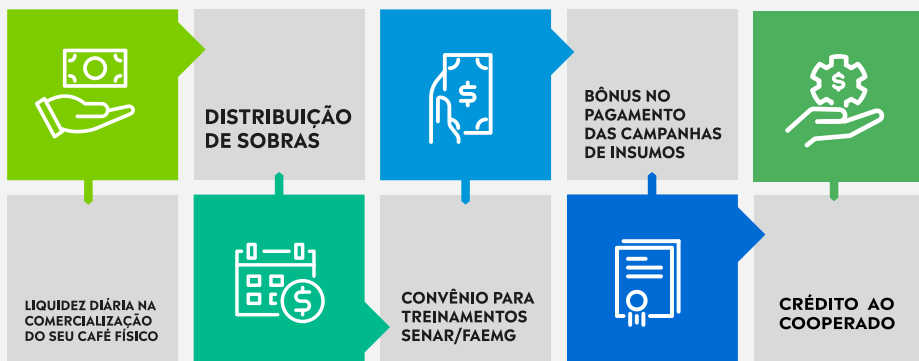 DISTRIBUIÇÃO
DE SOBRAS
BÔNUS NO
PAGAMENTO
DAS CAMPANHAS
DE INSUMOS
LIQUIDEZ DIÁRIA NA
COMERCIALIZAÇÃO
DO SEU CAFÉ FÍSICO
CONVÊNIO PARA
TREINAMENTOS
SENAR/FAEMG
CRÉDITO AO
COOPERADO